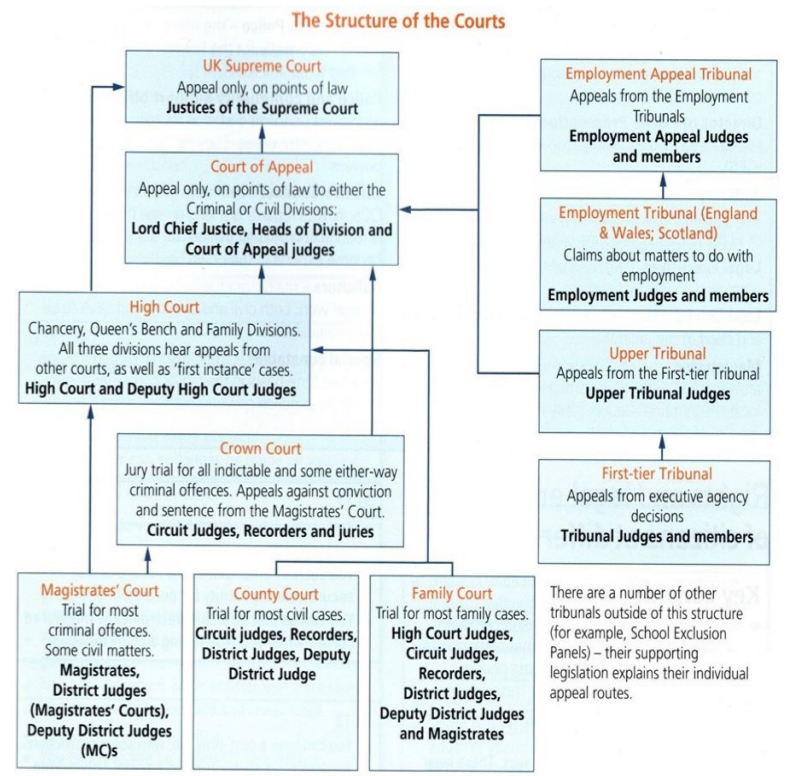 The Structure of the Courts
UK Supreme Court
Appeal only, on points of law
Justices of the Supreme Court
Court of Appeal
Appeal only, on points of law to either the
Criminal or Civil Divisions:
Lord Chief Justice, Heads of Division and
Court of Appeal judges
High Court
Chancery, Queen's Bench and Family Divisions.
All three divisions hear appeals from
other courts, as well as 'first instance' cases.
High Court and Deputy High Court Judges
Crown Court
Jury trial for all indictable and some either-way
criminal offences. Appeals against conviction
and sentence from the Magistrates' Court.
Circuit Judges, Recorders and juries
Magistrates' Court
Trial for most
criminal offences.
Some civil matters.
Magistrates,
District Judges
(Magistrates' Courts),
Deputy District Judges
(MC)s
County Court
Trial for most civil cases.
Circuit judges, Recorders,
District Judges, Deputy
District Judge
Family Court
Trial for most family cases.
High Court Judges,
Circuit Judges,
Recorders,
District Judges,
Deputy District Judges
and Magistrates
Employment Appeal Tribunal
Appeals from the Employment
Tribunals
Employment Appeal Judges
and members
Employment Tribunal (England
& Wales; Scotland)
Claims about matters to do with
employment
Employment Judges and members
Upper Tribunal
Appeals from the First-tier Tribunal
Upper Tribunal Judges
First-tier Tribunal
Appeals from executive agency
decisions
Tribunal Judges and members
There are a number of other
tribunals outside of this structure
(for example, School Exclusion
Panels) – their supporting
legislation explains their individual
appeal routes.